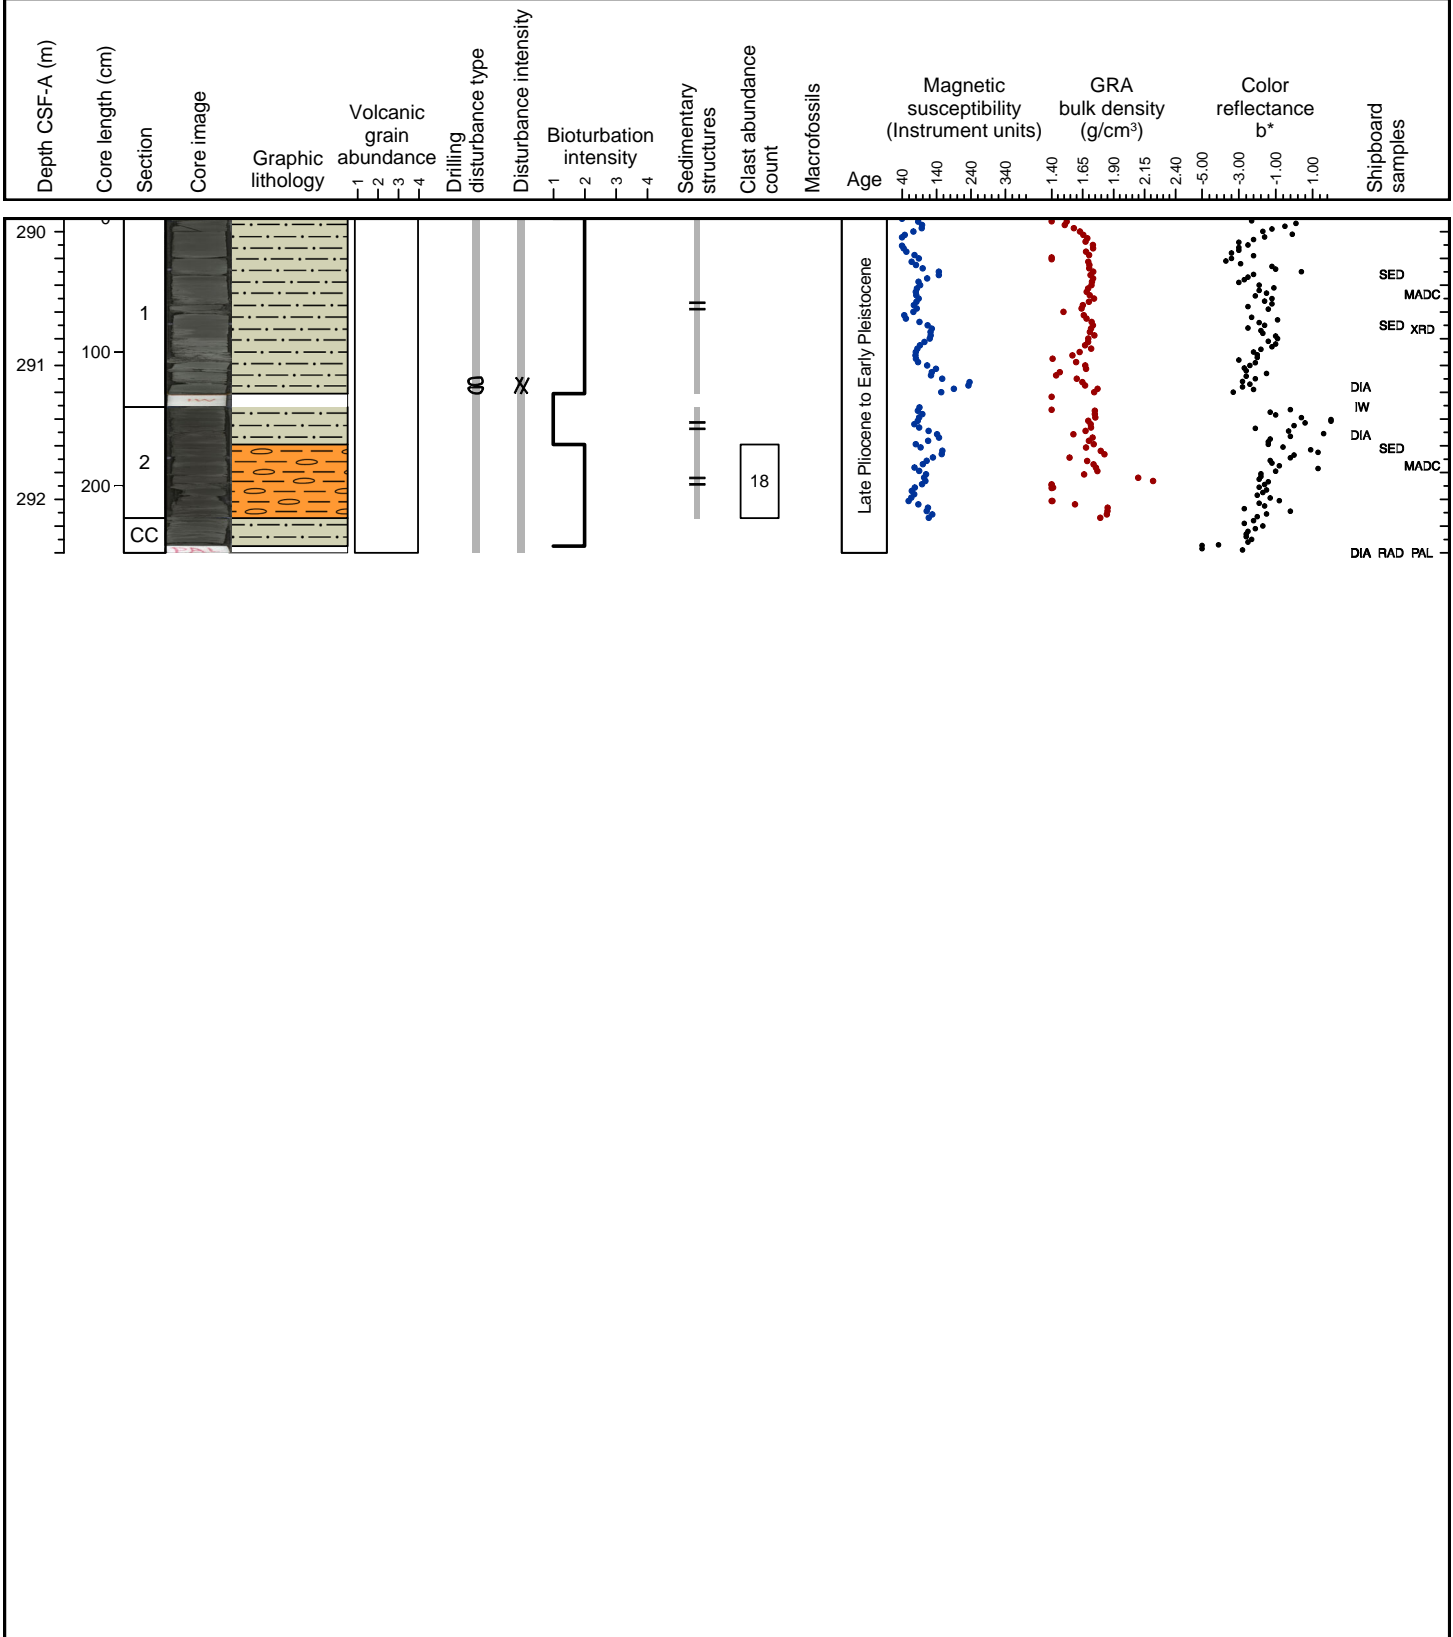 Depth CSF-A (m)
Core length (cm)
Section
Core image
Graphic
lithology
Volcanic
grain
abundance
1 2 3 4
Drilling
disturbance type
Disturbance intensity
Bioturbation
intensity
1 2 3 4
Sedimentary
structures
Clast abundance
count
Macrofossils
Age
Magnetic
susceptibility
(Instrument units)
40 140 240 340
GRA
bulk density
(g/cm³)
1.40 1.65 1.90 2.15 2.40
Color
reflectance
b*
-5.00 -3.00 -1.00 1.00
Shipboard
samples
290
291
292
0
100
200
1
2
CC
IW
PAL
18
Late Pliocene to Early Pleistocene
SED
MADC
SED XRD
DIA
IW
DIA
SED
MADC
DIA RAD PAL